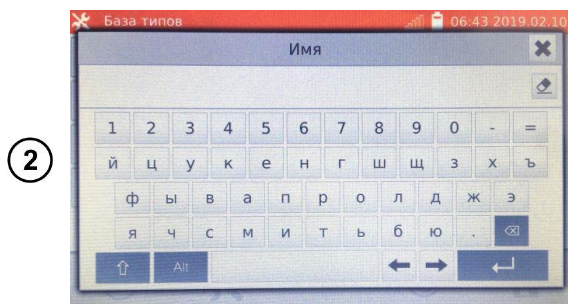 База типов 06:43 2019.02.10
Имя
1 2 3 4 5 6 7 8 9 0 - =
2
й ц у к е н г ш щ з х ъ
ф ы в а п р о л д ж э
я ч с м и т ь б ю .
Alt